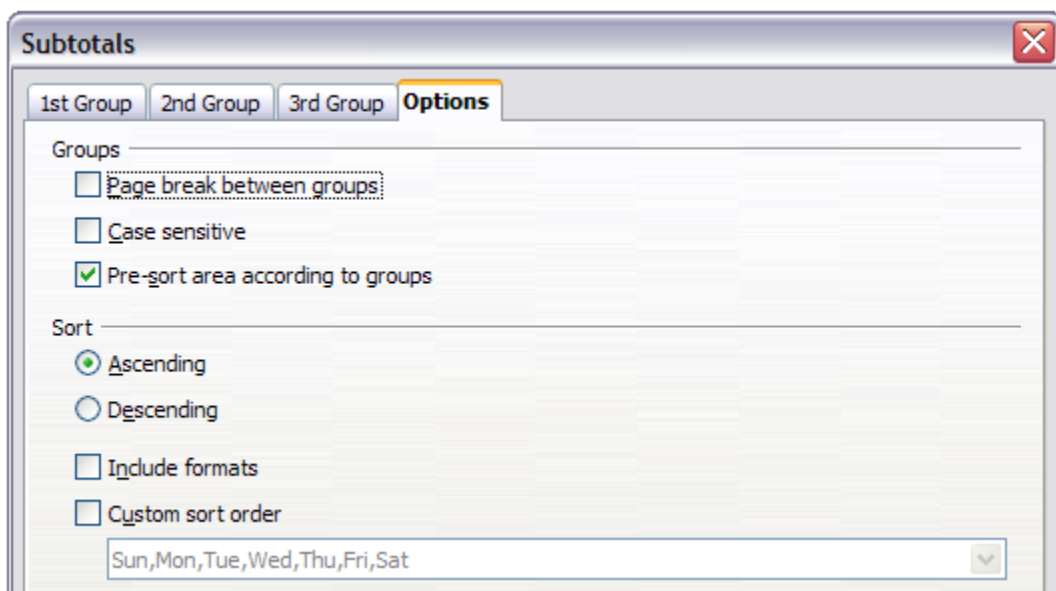 Subtotals
1st Group 2nd Group 3rd Group Options
Groups
Page break between groups
Case sensitive
Pre-sort area according to groups
Sort
Ascending
Descending
Include formats
Custom sort order
Sun,Mon,Tue,Wed,Thu,Fri,Sat